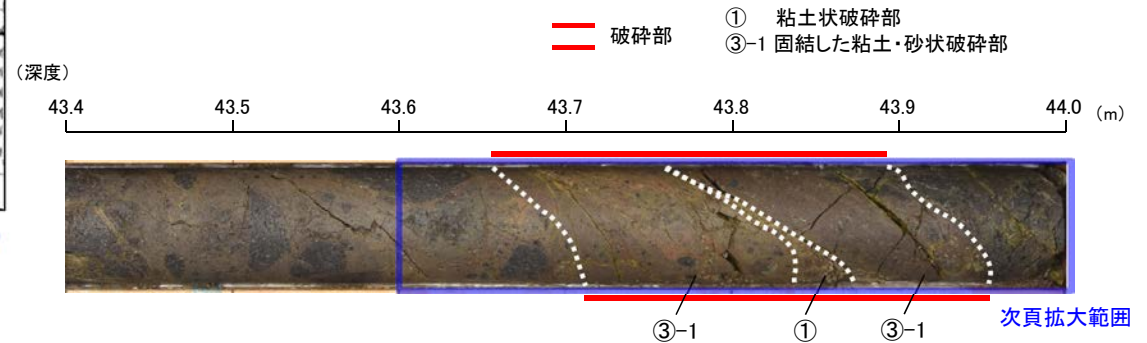 破砕部
① 粘土状破砕部
③-1 固結した粘土・砂状破砕部
（深度）
43.4 43.5 43.6 43.7 43.8 43.9 44.0 （m）
③-1 ① ③-1
次頁拡大範囲